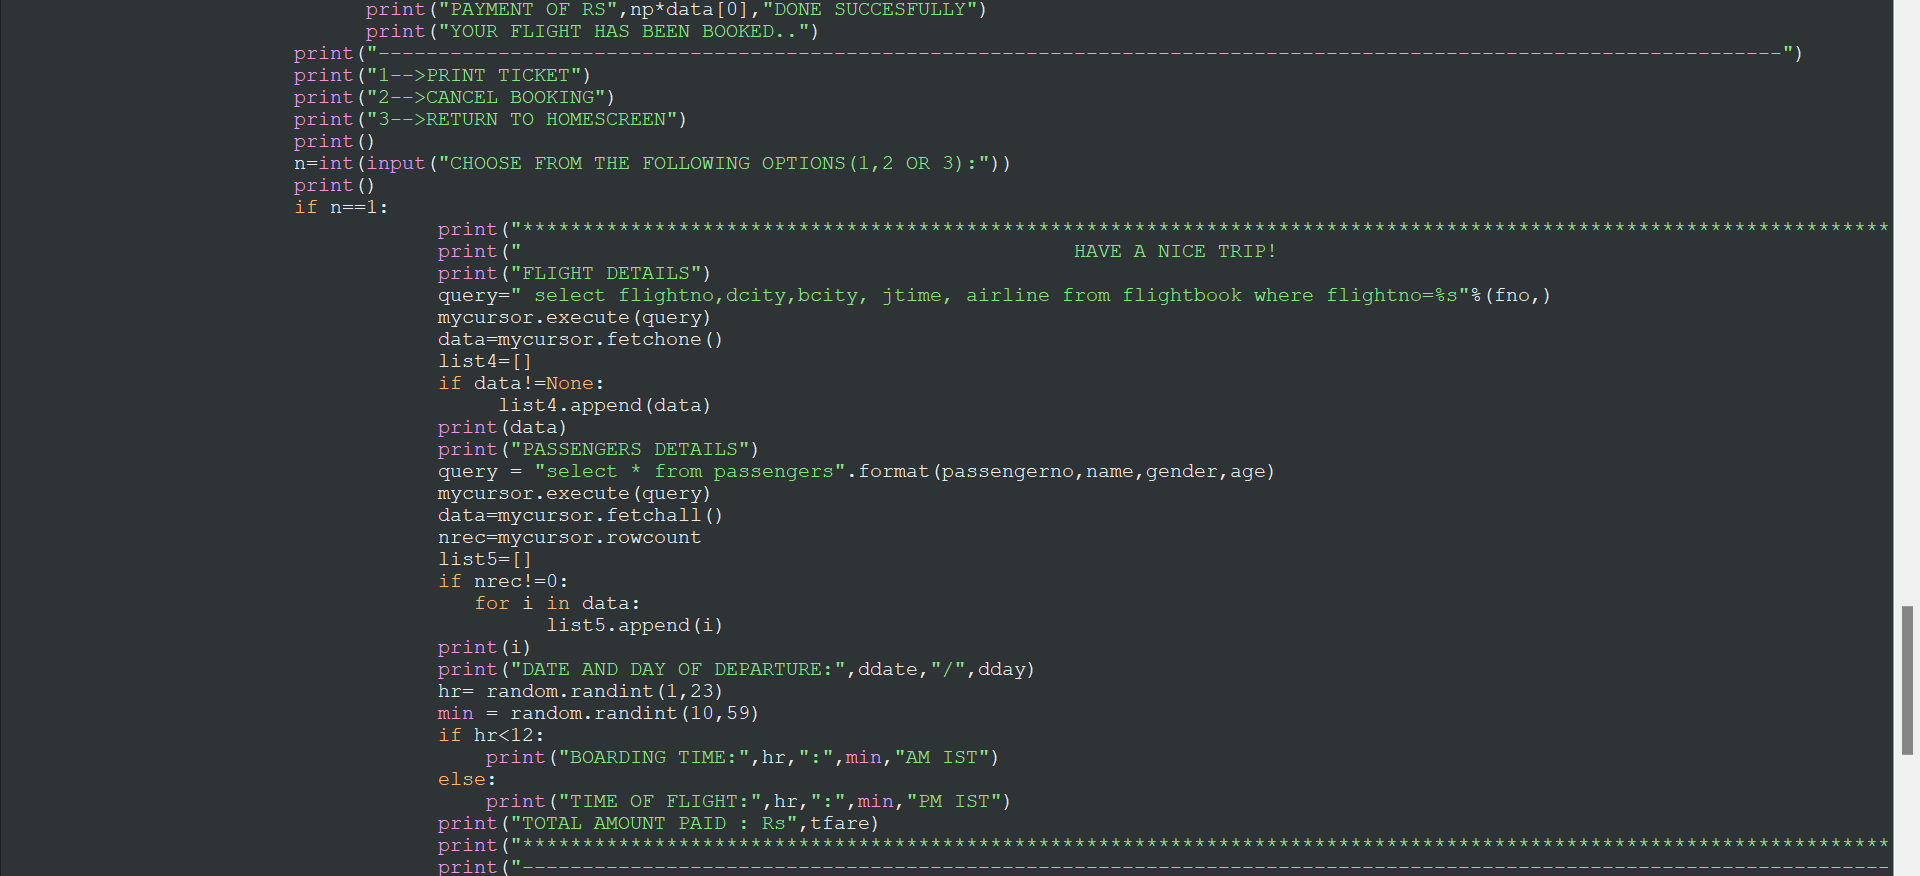 print("PAYMENT OF RS",np*data[0],"DONE SUCCESFULLY")
print("YOUR FLIGHT HAS BEEN BOOKED..")
print("---------------------------------------------------------------------------------------------------------------------")
print("1-->PRINT TICKET")
print("2-->CANCEL BOOKING")
print("3-->RETURN TO HOMESCREEN")
print()
n=int(input("CHOOSE FROM THE FOLLOWING OPTIONS(1,2 OR 3):"))
print()
if n==1:
print("******************************************************************************************************************
print("                                              HAVE A NICE TRIP!
print("FLIGHT DETAILS")
query=" select flightno,dcity,bcity, jtime, airline from flightbook where flightno=%s"%(fno,)
mycursor.execute(query)
data=mycursor.fetchone()
list4=[]
if data!=None:
list4.append(data)
print(data)
print("PASSENGERS DETAILS")
query = "select * from passengers".format(passengerno,name,gender,age)
mycursor.execute(query)
data=mycursor.fetchall()
nrec=mycursor.rowcount
list5=[]
if nrec!=0:
for i in data:
list5.append(i)
print(i)
print("DATE AND DAY OF DEPARTURE:",ddate,"/",dday)
hr= random.randint(1,23)
min = random.randint(10,59)
if hr<12:
print("BOARDING TIME:",hr,":",min,"AM IST")
else:
print("TIME OF FLIGHT:",hr,":",min,"PM IST")
print("TOTAL AMOUNT PAID : Rs",tfare)
print("******************************************************************************************************************
print("------------------------------------------------------------------------------------------------------------------